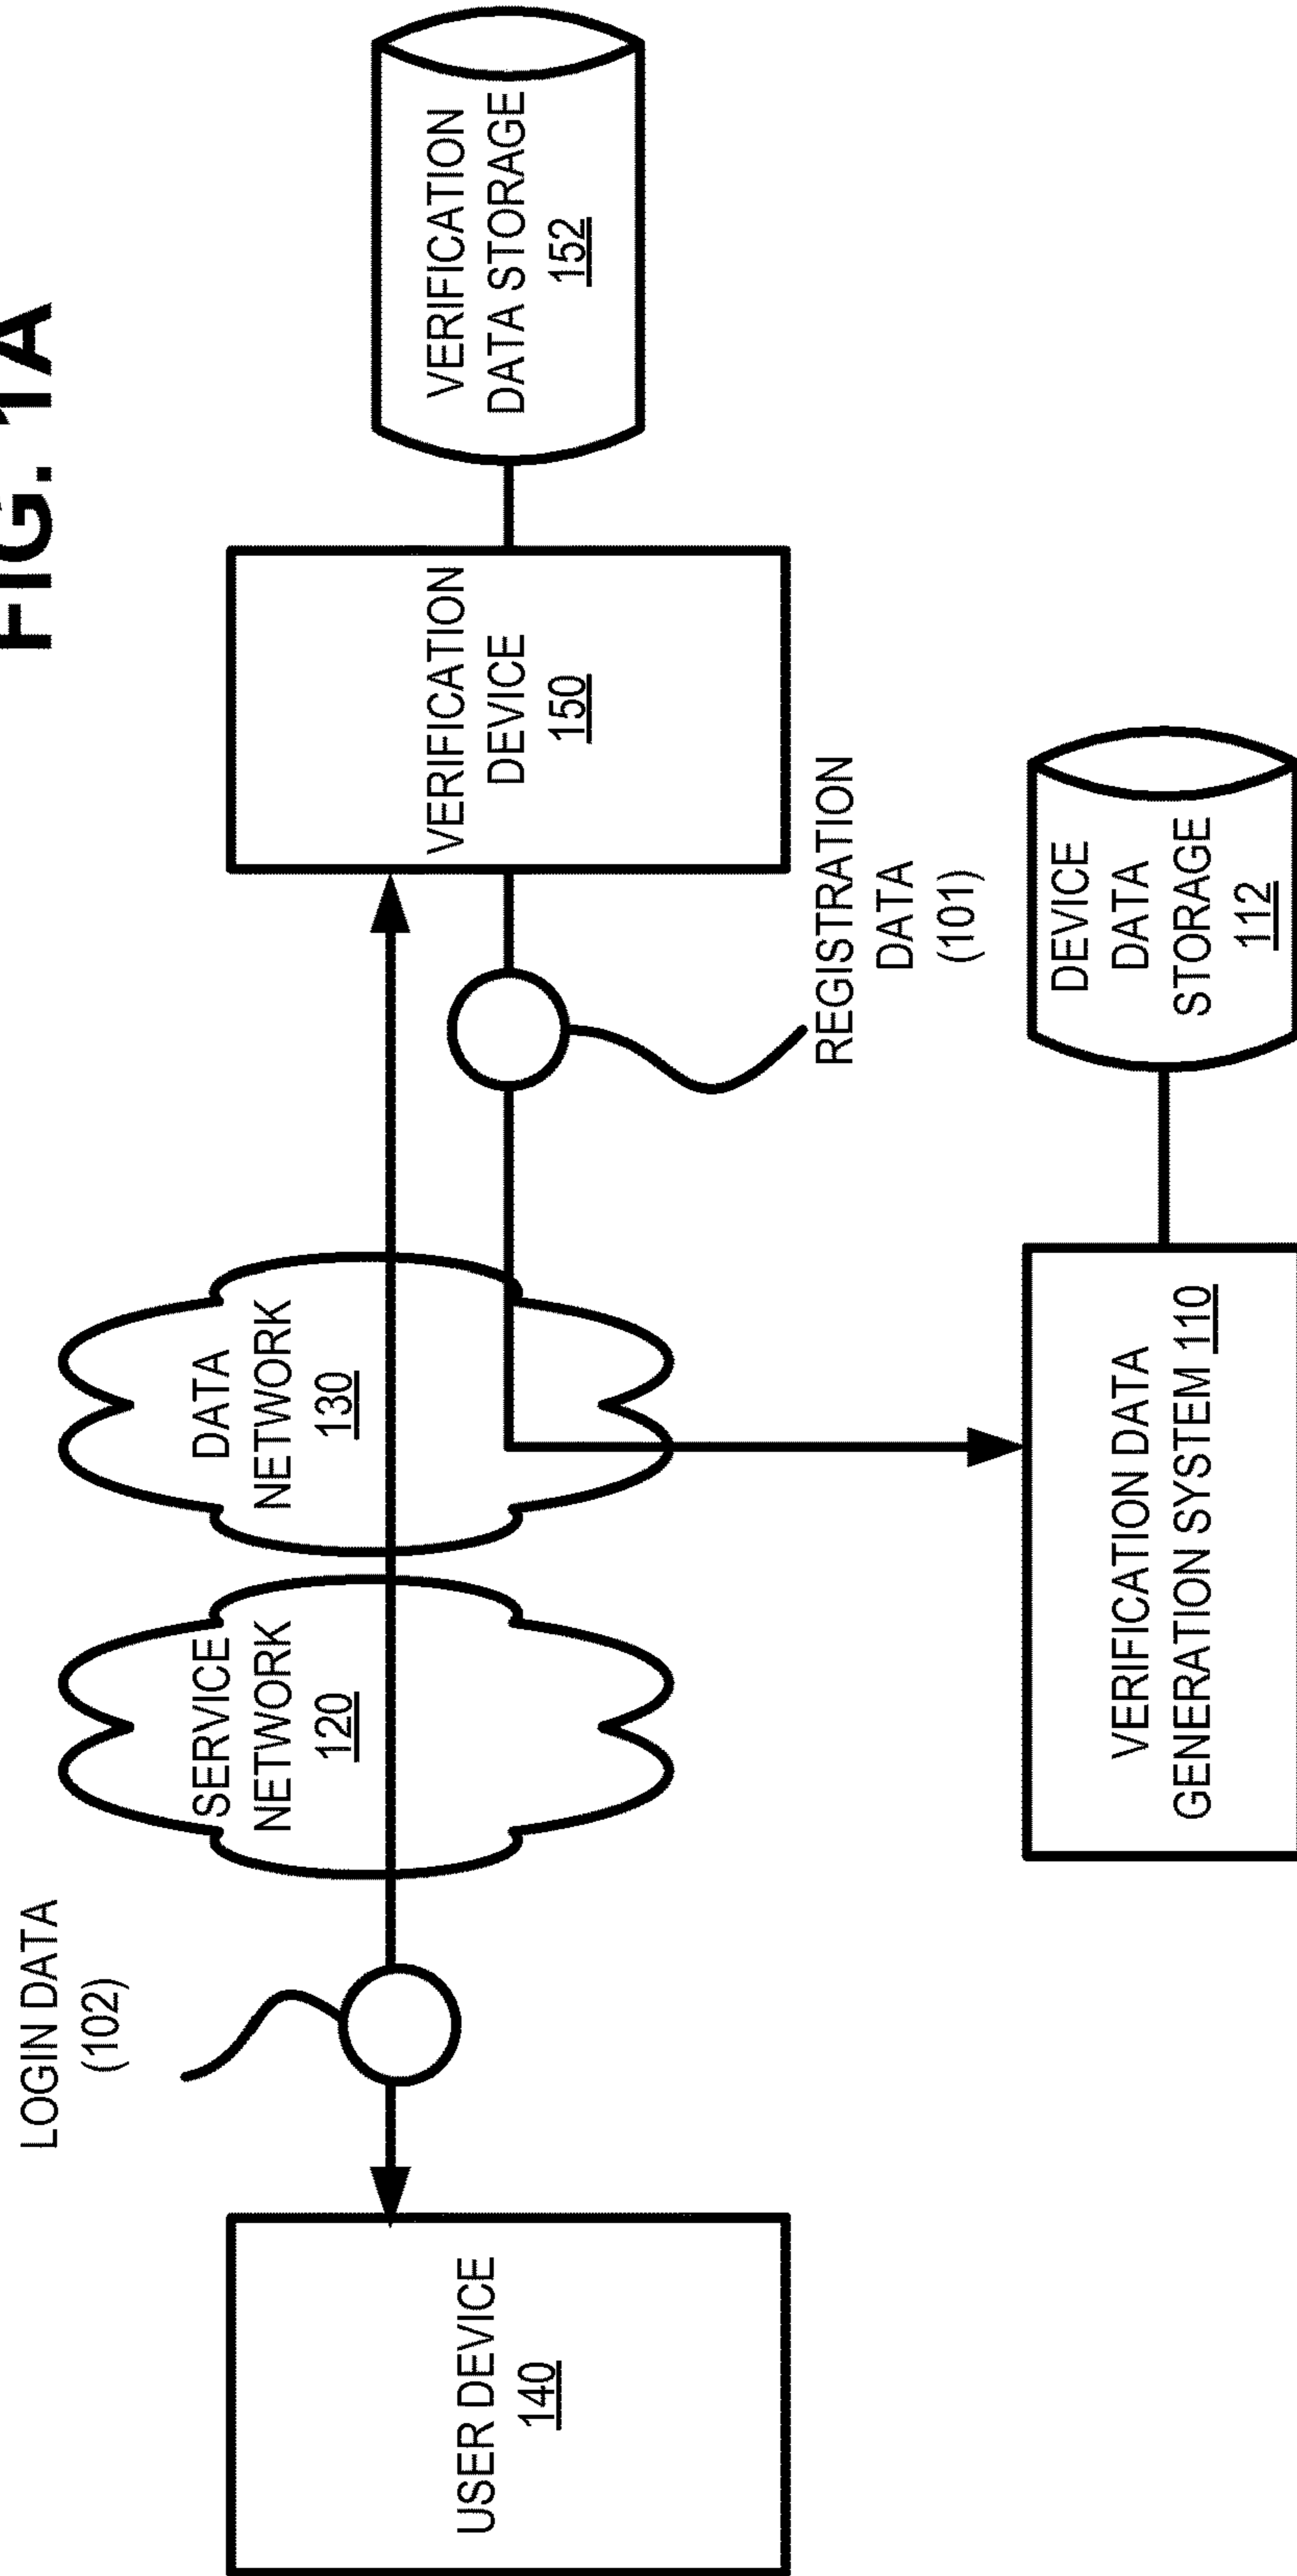 FIG. 1A
LOGIN DATA
(102)
SERVICE
NETWORK
120
DATA
NETWORK
130
USER DEVICE
140
VERIFICATION
DEVICE
150
VERIFICATION
DATA STORAGE
152
REGISTRATION
DATA
(101)
VERIFICATION DATA
GENERATION SYSTEM 110
DEVICE
DATA
STORAGE
112